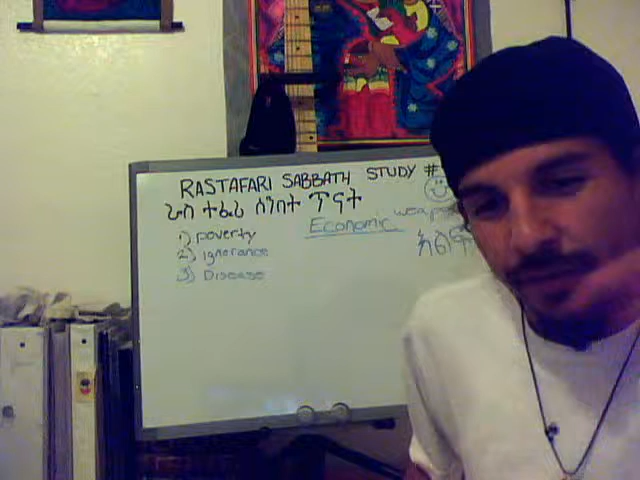 RASTAFARI SABBATH STUDY #
ራስ ተፈሪ ሰንበት ጥናት
Economic
1) poverty
2) Ignorance
3) Disease